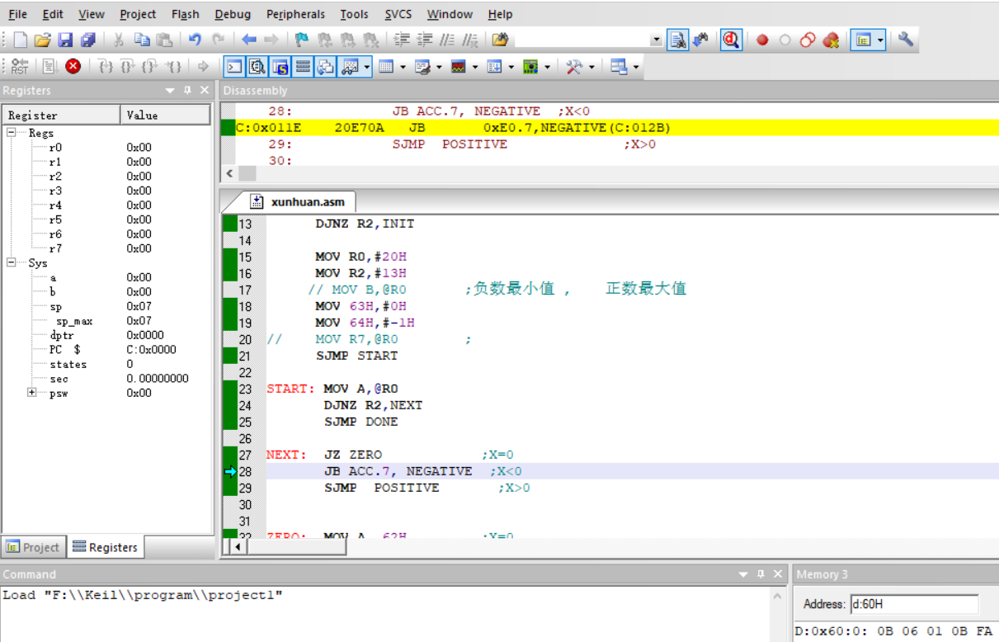 File Edit View Project Flash Debug Peripherals Tools SVCS Window Help
RST
Registers
Register Value
Regs
r0 0x00
r1 0x00
r2 0x00
r3 0x00
r4 0x00
r5 0x00
r6 0x00
r7 0x00
Sys
a 0x00
b 0x00
sp 0x07
sp_max 0x07
dptr 0x0000
PC $ C:0x0000
states 0
sec 0.00000000
psw 0x00
Project Registers
Disassembly
28: JB ACC.7, NEGATIVE ;X<0
C:0x011E 20E70A JB 0xE0.7,NEGATIVE(C:012B)
29: SJMP POSITIVE ;X>0
30:
xunhuan.asm
13 DJNZ R2,INIT
14
15 MOV R0,#20H
16 MOV R2,#13H
17 // MOV B,@R0 ;负数最小值 , 正数最大值
18 MOV 63H,#0H
19 MOV 64H,#-1H
20 // MOV R7,@R0 ;
21 SJMP START
22
23 START: MOV A,@R0
24 DJNZ R2,NEXT
25 SJMP DONE
26
27 NEXT: JZ ZERO ;X=0
28 JB ACC.7, NEGATIVE ;X<0
29 SJMP POSITIVE ;X>0
30
31
32 ZERO: MOV A 62H ;Y=0
Command
Load "F:\\Keil\\program\\project1"
Memory 3
Address: d:60H
D:0x60:0: 0B 06 01 0B FA